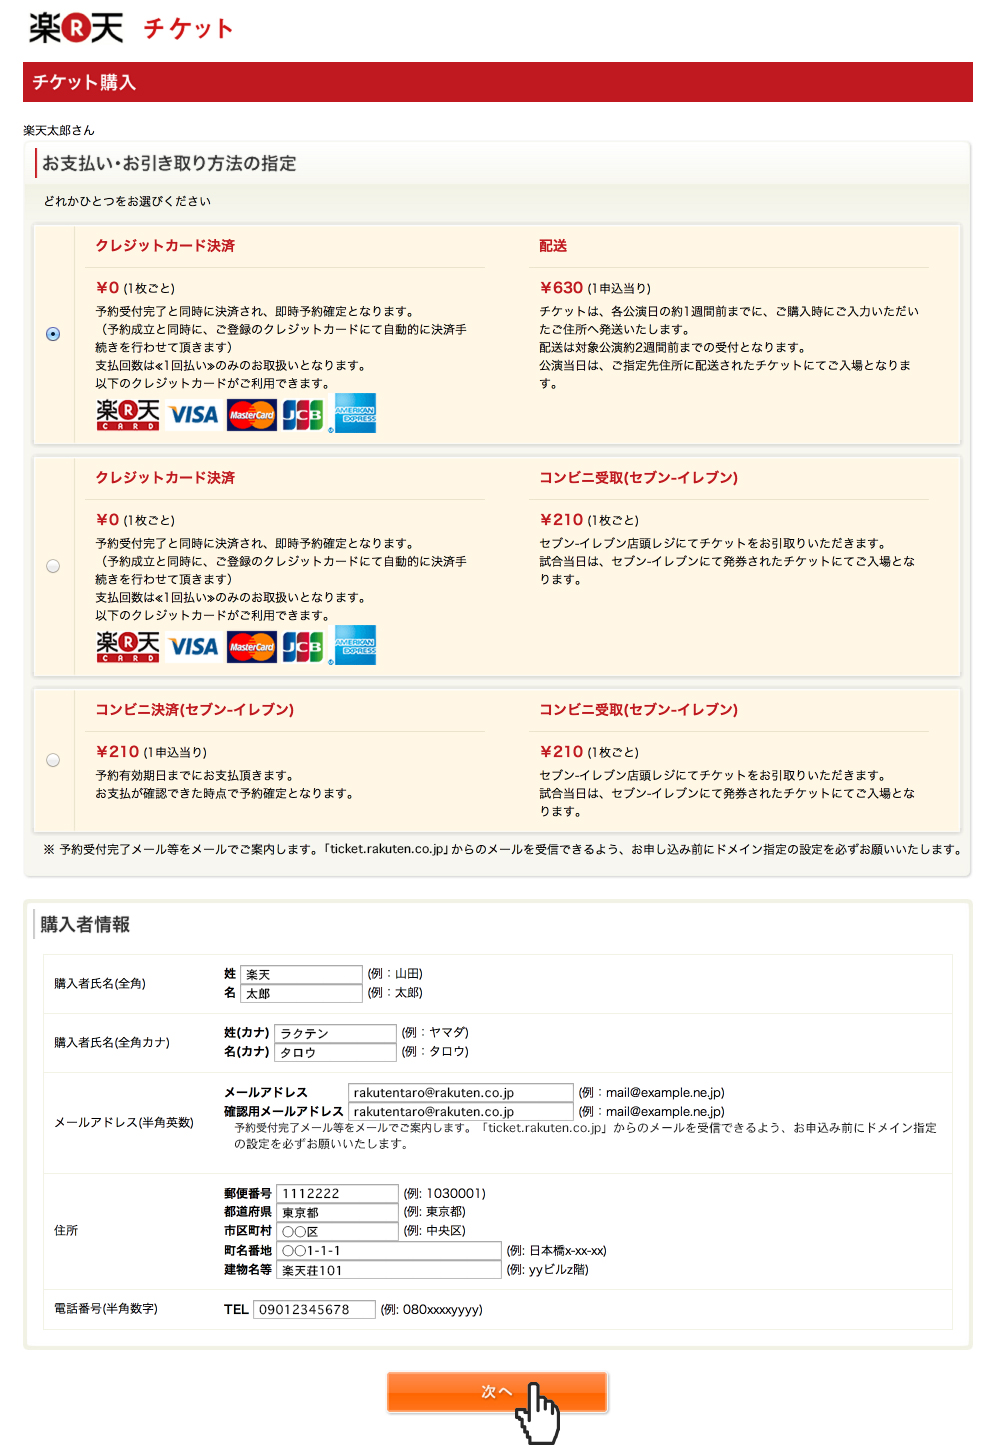 楽R天 チケット
チケット購入
楽天太郎さん
お支払い・お引き取り方法の指定
どれかひとつをお選びください
クレジットカード決済
¥0 (1枚ごと)
予約受付完了と同時に決済され、即時予約確定となります。
（予約成立と同時に、ご登録のクレジットカードにて自動的に決済手
続きを行わせて頂きます）
支払回数は≪1回払い≫のみのお取扱いとなります。
以下のクレジットカードがご利用できます。
楽R天 CARD VISA MasterCard JCB AMERICAN EXPRESS
配送
¥630 (1申込当り)
チケットは、各公演日の約1週間前までに、ご購入時にご入力いただい
たご住所へ発送いたします。
配送は対象公演約2週間前までの受付となります。
公演当日は、ご指定先住所に配送されたチケットにてご入場となりま
す。
クレジットカード決済
¥0 (1枚ごと)
予約受付完了と同時に決済され、即時予約確定となります。
（予約成立と同時に、ご登録のクレジットカードにて自動的に決済手
続きを行わせて頂きます）
支払回数は≪1回払い≫のみのお取扱いとなります。
以下のクレジットカードがご利用できます。
楽R天 CARD VISA MasterCard JCB AMERICAN EXPRESS
コンビニ受取(セブン-イレブン)
¥210 (1枚ごと)
セブン-イレブン店頭レジにてチケットをお引取りいただきます。
試合当日は、セブン-イレブンにて発券されたチケットにてご入場とな
ります。
コンビニ決済(セブン-イレブン)
¥210 (1申込当り)
予約有効期日までにお支払頂きます。
お支払が確認できた時点で予約確定となります。
コンビニ受取(セブン-イレブン)
¥210 (1枚ごと)
セブン-イレブン店頭レジにてチケットをお引取りいただきます。
試合当日は、セブン-イレブンにて発券されたチケットにてご入場とな
ります。
※ 予約受付完了メール等をメールでご案内します。「ticket.rakuten.co.jp」からのメールを受信できるよう、お申し込み前にドメイン指定の設定を必ずお願いいたします。
購入者情報
購入者氏名(全角)
姓 楽天 (例：山田)
名 太郎 (例：太郎)
購入者氏名(全角カナ)
姓(カナ) ラクテン (例：ヤマダ)
名(カナ) タロウ (例：タロウ)
メールアドレス(半角英数)
メールアドレス rakutentaro@rakuten.co.jp (例：mail@example.ne.jp)
確認用メールアドレス rakutentaro@rakuten.co.jp (例：mail@example.ne.jp)
予約受付完了メール等をメールでご案内します。「ticket.rakuten.co.jp」からのメールを受信できるよう、お申込み前にドメイン指定
の設定を必ずお願いいたします。
住所
郵便番号 1112222 (例: 1030001)
都道府県 東京都 (例: 東京都)
市区町村 ○○区 (例: 中央区)
町名番地 ○○1-1-1 (例: 日本橋x-xx-xx)
建物名等 楽天荘101 (例: yyビルz階)
電話番号(半角数字)
TEL 09012345678 (例: 080xxxxyyyy)
次へ